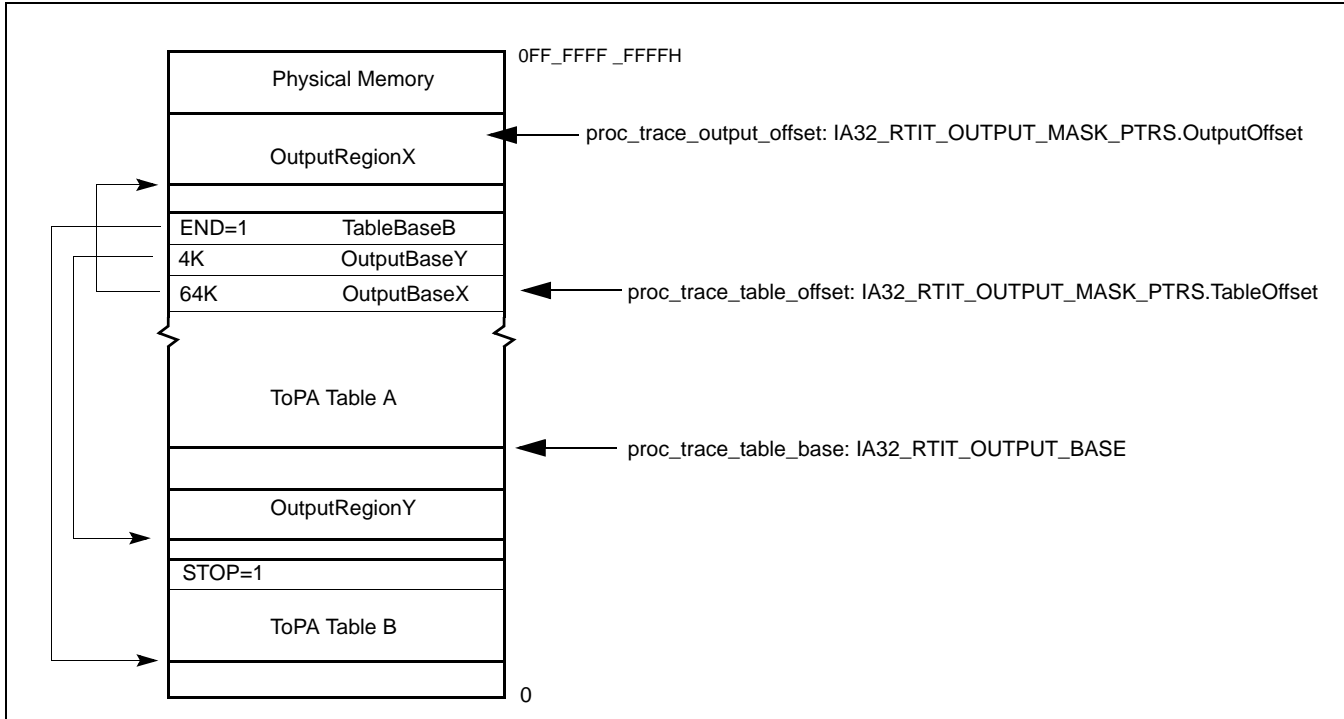 0FF_FFFF _FFFFH
Physical Memory
proc_trace_output_offset: IA32_RTIT_OUTPUT_MASK_PTRS.OutputOffset
OutputRegionX
END=1 TableBaseB
4K OutputBaseY
64K OutputBaseX
proc_trace_table_offset: IA32_RTIT_OUTPUT_MASK_PTRS.TableOffset
ToPA Table A
proc_trace_table_base: IA32_RTIT_OUTPUT_BASE
OutputRegionY
STOP=1
ToPA Table B
0